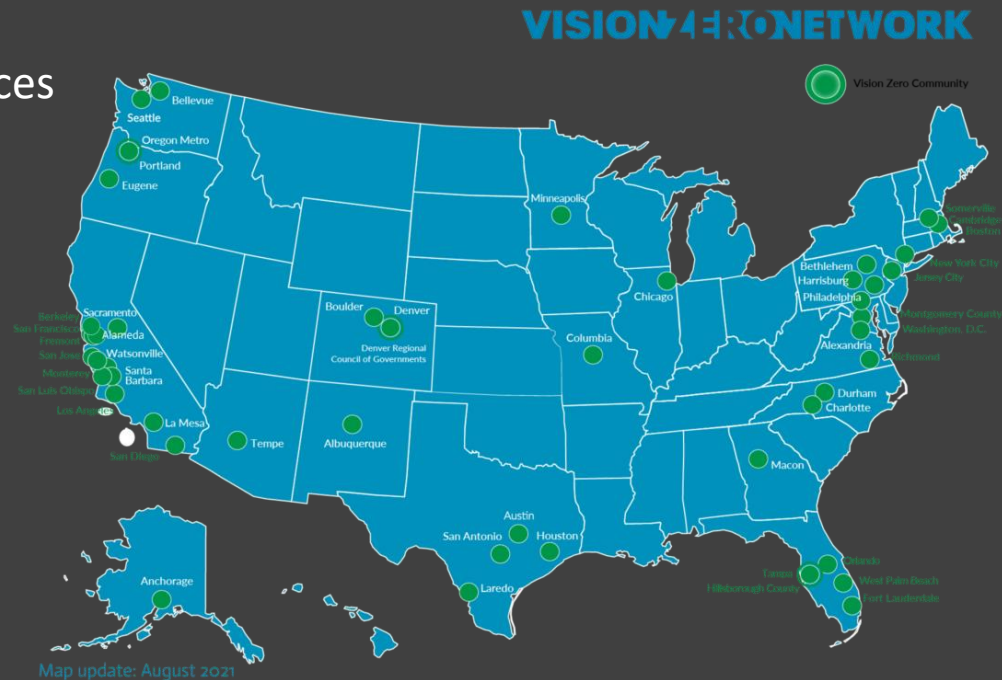 VISIONZERONETWORK
ces
Vision Zero Community
Bellevue
Seattle
Oregon Metro
Portland
Eugene
Minneapolis
Somerville
Cambridge
Boston
New York City
Jersey City
Bethlehem
Harrisburg
Philadelphia
Chicago
Montgomery County
Washington, D.C.
Alexandria
Richmond
Boulder
Denver
Denver Regional
Council of Governments
Columbia
Sacramento
Berkeley
San Francisco
Alameda
Fremont
San Jose
Watsonville
Monterey
Santa
Barbara
San Luis Obispo
Los Angeles
La Mesa
San Diego
Tempe
Albuquerque
Durham
Charlotte
Macon
Austin
San Antonio
Houston
Laredo
Orlando
Tampa
West Palm Beach
Hillsborough County
Fort Lauderdale
Anchorage
Map update: August 2021